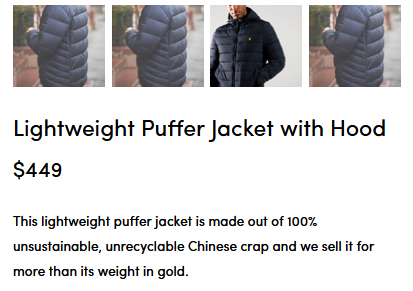 Lightweight Puffer Jacket with Hood
$449
This lightweight puffer jacket is made out of 100%
unsustainable, unrecyclable Chinese crap and we sell it for
more than its weight in gold.